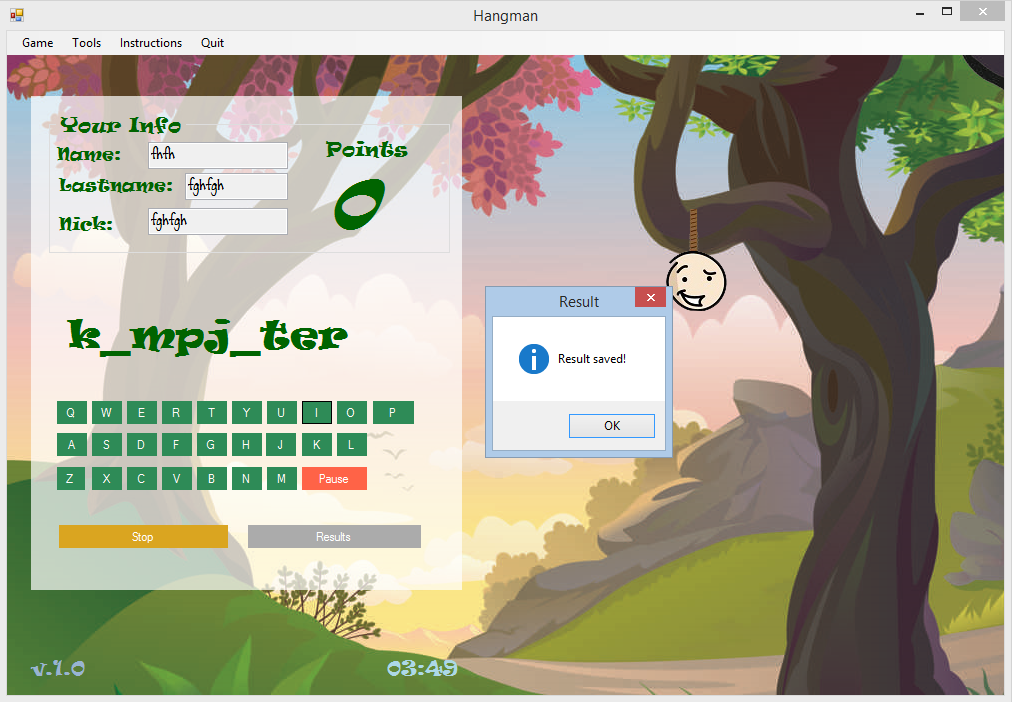 Hangman
Game Tools Instructions Quit
Your Info
Name: fhfh
Points
Lastname: fghfgh
0
Nick: fghfgh
k_mpj_ter
Result
Result saved!
OK
Q W E R T Y U I O P
A S D F G H J K L
Z X C V B N M Pause
Stop Results
v.1.0 03:49